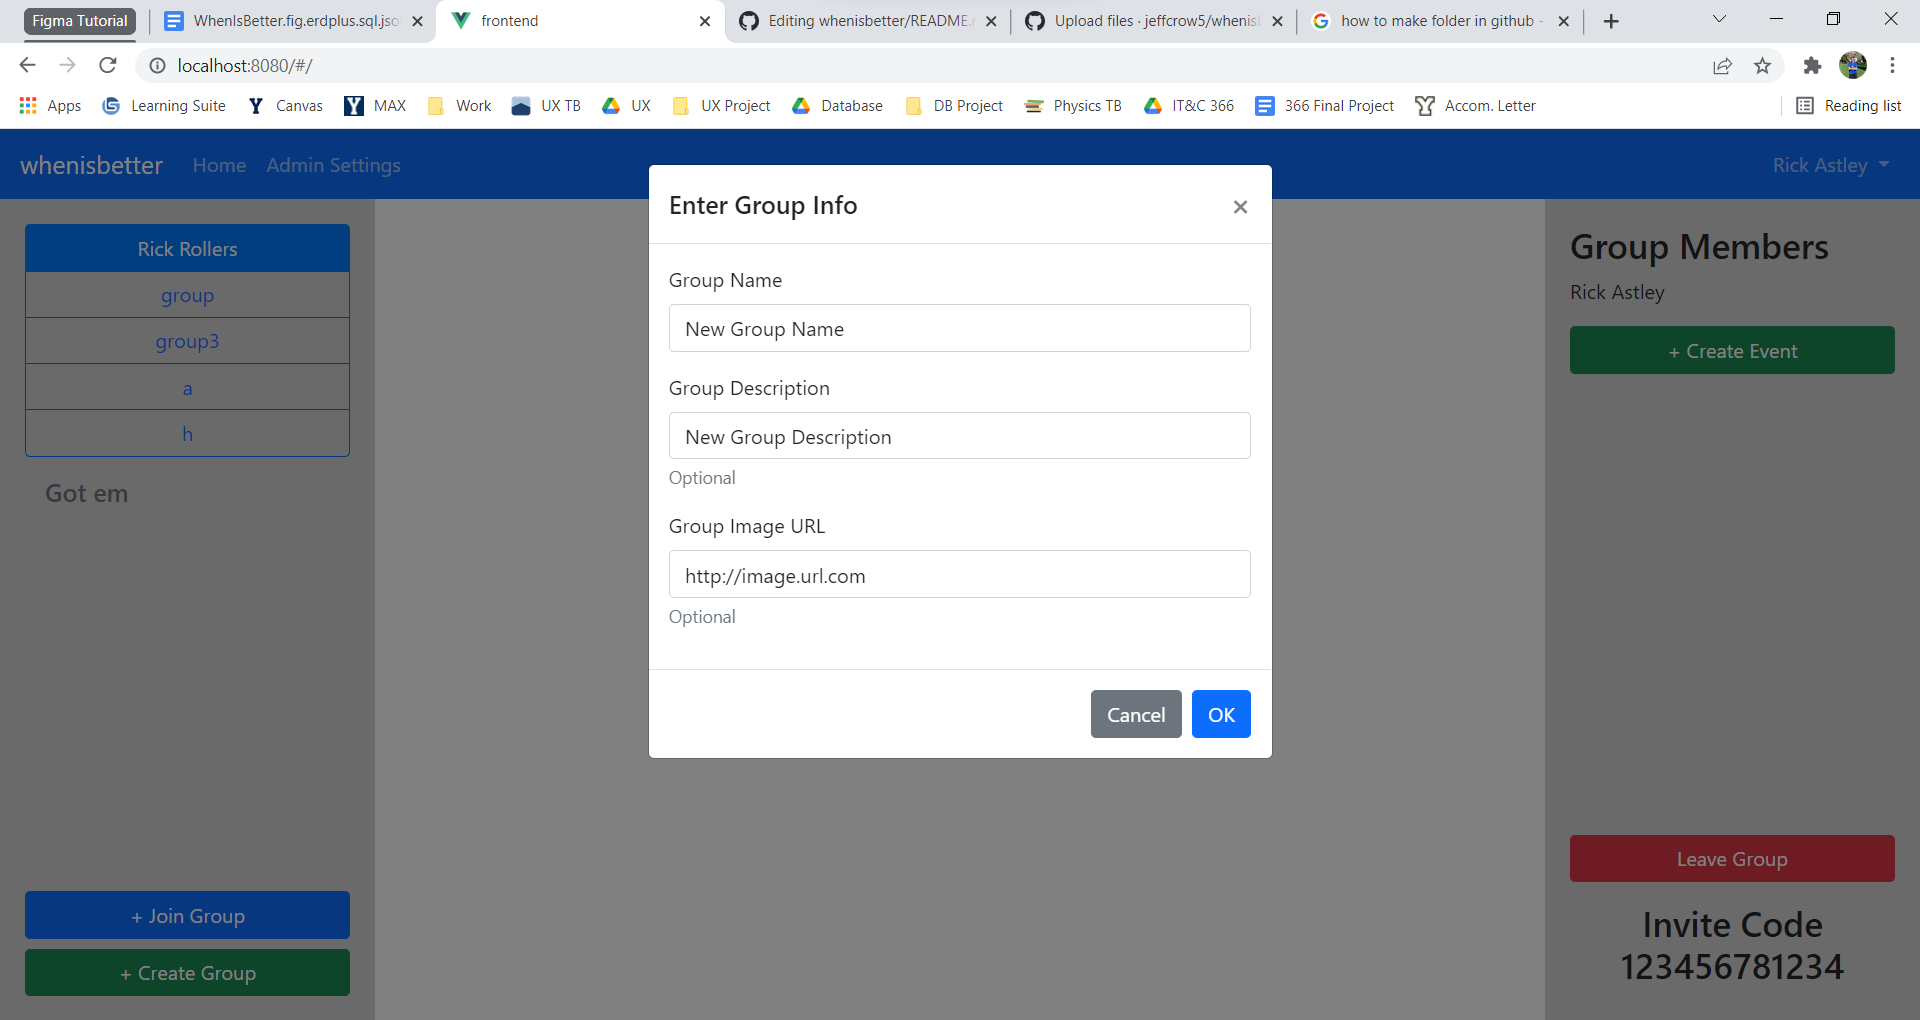 Figma Tutorial
WhenIsBetter.fig.erdplus.sql.jso
frontend
Editing whenisbetter/README.
Upload files · jeffcrow5/whenis
how to make folder in github -
localhost:8080/#/
Apps
Learning Suite
Canvas
MAX
Work
UX TB
UX
UX Project
Database
DB Project
Physics TB
IT&C 366
366 Final Project
Accom. Letter
Reading list
whenisbetter
Home
Admin Settings
Rick Astley
Rick Rollers
group
group3
a
h
Got em
+ Join Group
+ Create Group
Enter Group Info
Group Name
New Group Name
Group Description
New Group Description
Optional
Group Image URL
http://image.url.com
Optional
Cancel
OK
Group Members
Rick Astley
+ Create Event
Leave Group
Invite Code
123456781234